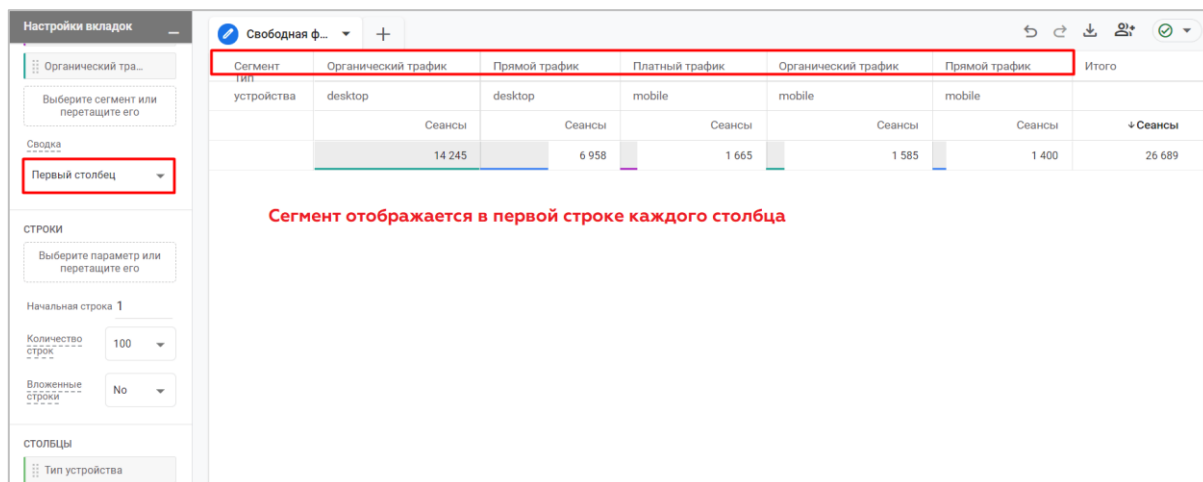 Настройки вкладок
Свободная ф...
Органический тра...
Выберите сегмент или
перетащите его
Сводка
Первый столбец
СТРОКИ
Выберите параметр или
перетащите его
Начальная строка 1
Количество
строк
100
Вложенные
строки
No
СТОЛБЦЫ
Тип устройства
Сегмент Органический трафик Прямой трафик Платный трафик Органический трафик Прямой трафик Итого
Тип
устройства desktop desktop mobile mobile mobile
Сеансы Сеансы Сеансы Сеансы Сеансы ↓Сеансы
14 245 6 958 1 665 1 585 1 400 26 689
Сегмент отображается в первой строке каждого столбца